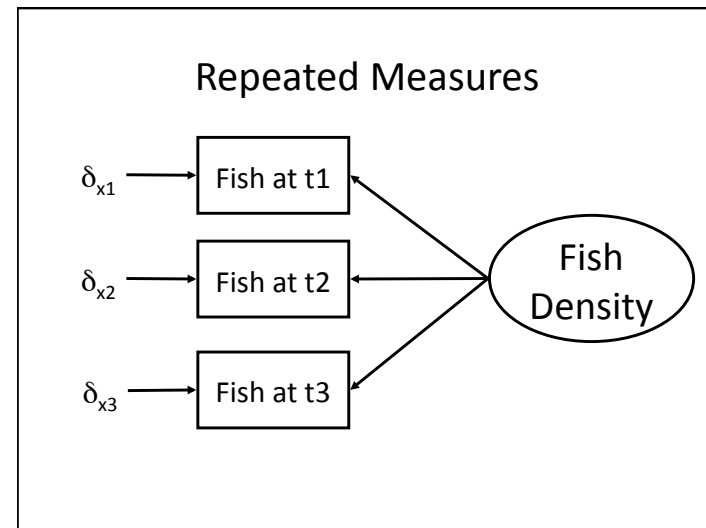 Repeated Measures
δx1
Fish at t1
δx2
Fish at t2
δx3
Fish at t3
Fish
Density